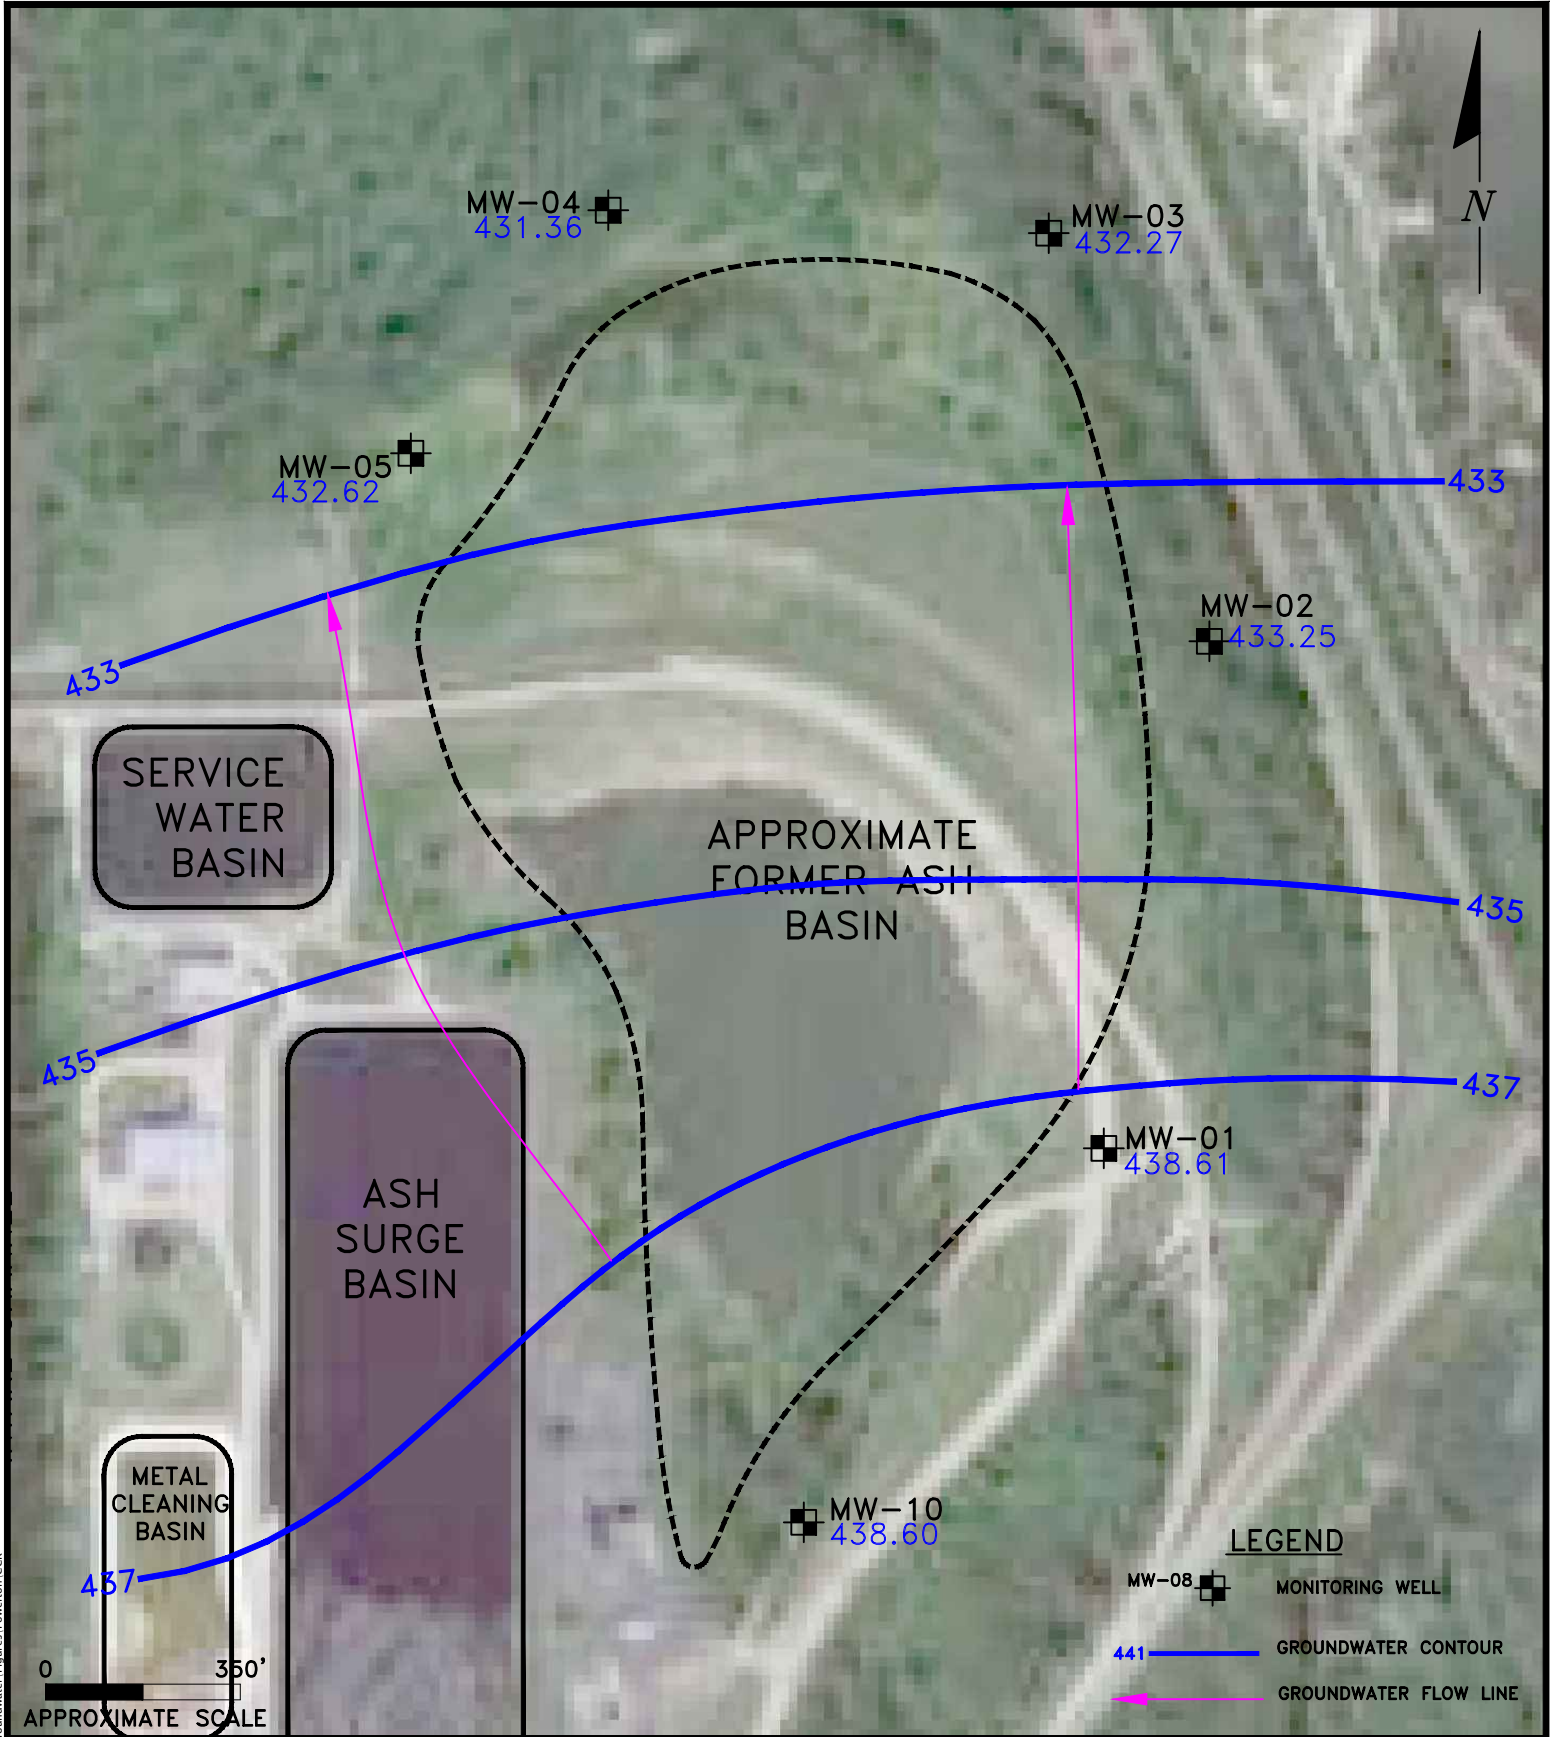 N
MW-04
431.36
MW-03
432.27
MW-05
432.62
433
MW-02
433.25
433
SERVICE
WATER
BASIN
APPROXIMATE
FORMER ASH
BASIN
435
435
437
MW-01
438.61
ASH
SURGE
BASIN
METAL
CLEANING
BASIN
437
MW-10
438.60
LEGEND
MW-08
MONITORING WELL
441
GROUNDWATER CONTOUR
GROUNDWATER FLOW LINE
0 350'
APPROXIMATE SCALE